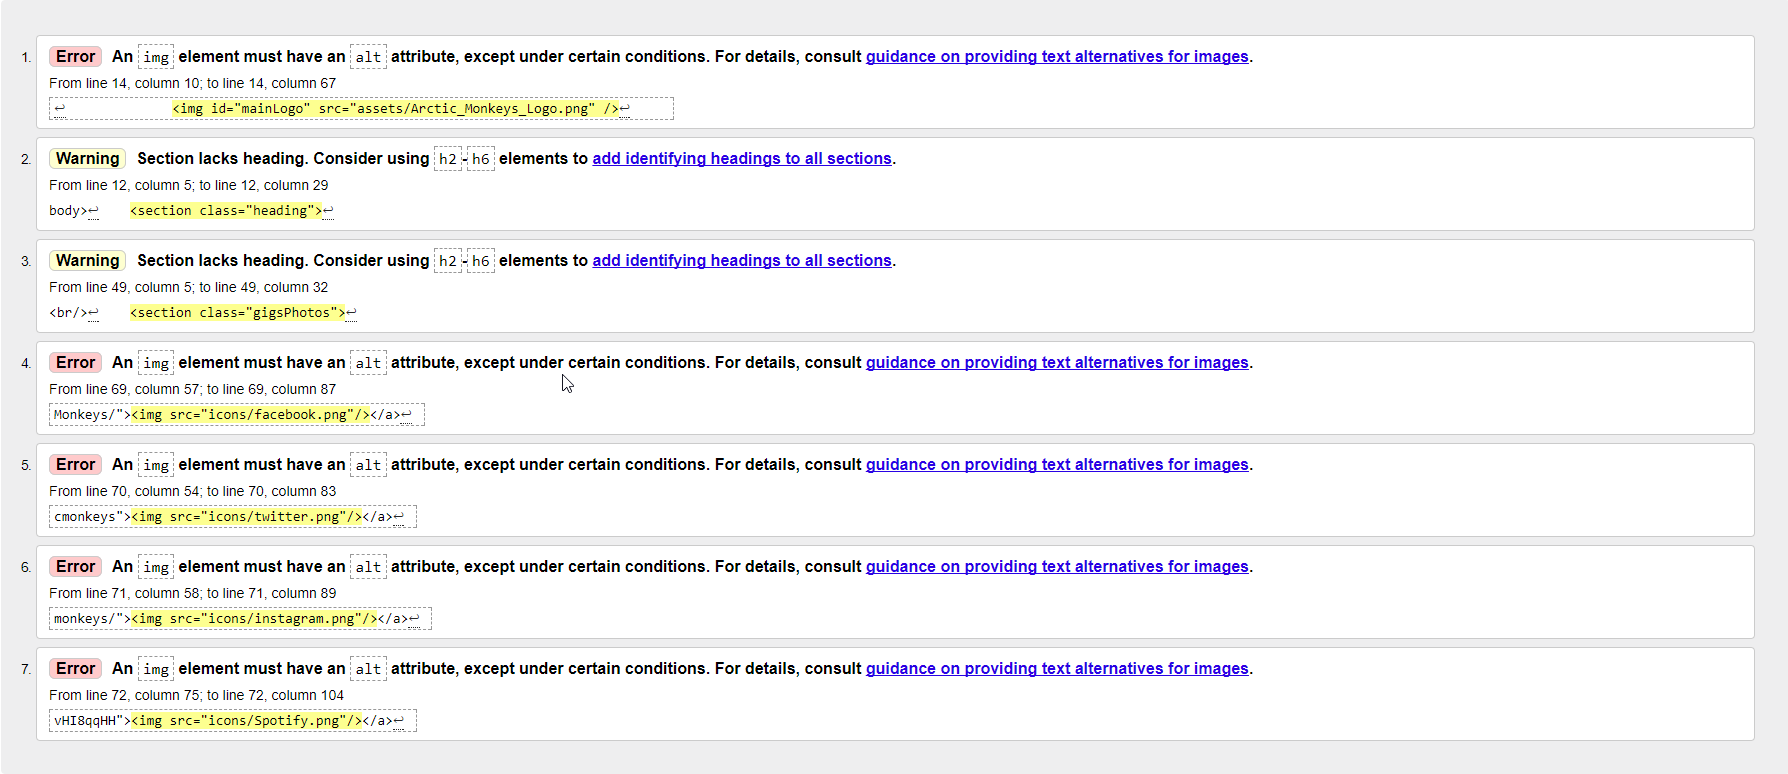 1. Error An img element must have an alt attribute, except under certain conditions. For details, consult guidance on providing text alternatives for images.
From line 14, column 10; to line 14, column 67
↩ <img id="mainLogo" src="assets/Arctic_Monkeys_Logo.png" />↩
2. Warning Section lacks heading. Consider using h2-h6 elements to add identifying headings to all sections.
From line 12, column 5; to line 12, column 29
body>↩ <section class="heading">↩
3. Warning Section lacks heading. Consider using h2-h6 elements to add identifying headings to all sections.
From line 49, column 5; to line 49, column 32
<br/>↩ <section class="gigsPhotos">↩
4. Error An img element must have an alt attribute, except under certain conditions. For details, consult guidance on providing text alternatives for images.
From line 69, column 57; to line 69, column 87
Monkeys/"><img src="icons/facebook.png"/></a>↩
5. Error An img element must have an alt attribute, except under certain conditions. For details, consult guidance on providing text alternatives for images.
From line 70, column 54; to line 70, column 83
cmonkeys"><img src="icons/twitter.png"/></a>↩
6. Error An img element must have an alt attribute, except under certain conditions. For details, consult guidance on providing text alternatives for images.
From line 71, column 58; to line 71, column 89
monkeys/"><img src="icons/instagram.png"/></a>↩
7. Error An img element must have an alt attribute, except under certain conditions. For details, consult guidance on providing text alternatives for images.
From line 72, column 75; to line 72, column 104
vHI8qqHH"><img src="icons/Spotify.png"/></a>↩